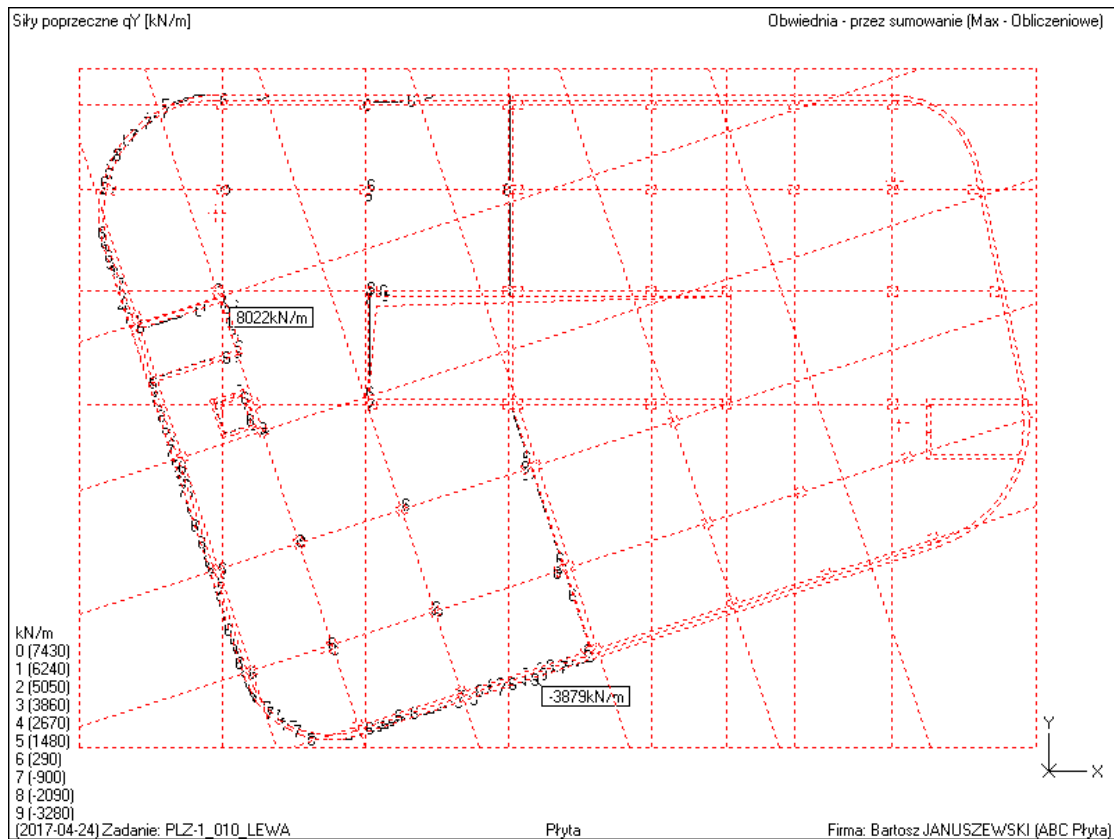 Siły poprzeczne qY [kN/m]
Obwiednia - przez sumowanie (Max - Obliczeniowe)
8022kN/m
-3879kN/m
kN/m
0 (7430)
1 (6240)
2 (5050)
3 (3860)
4 (2670)
5 (1480)
6 (290)
7 (-900)
8 (-2090)
9 (-3280)
Y
X
(2017-04-24) Zadanie: PLZ-1_010_LEWA
Płyta
Firma: Bartosz JANUSZEWSKI (ABC Płyta)